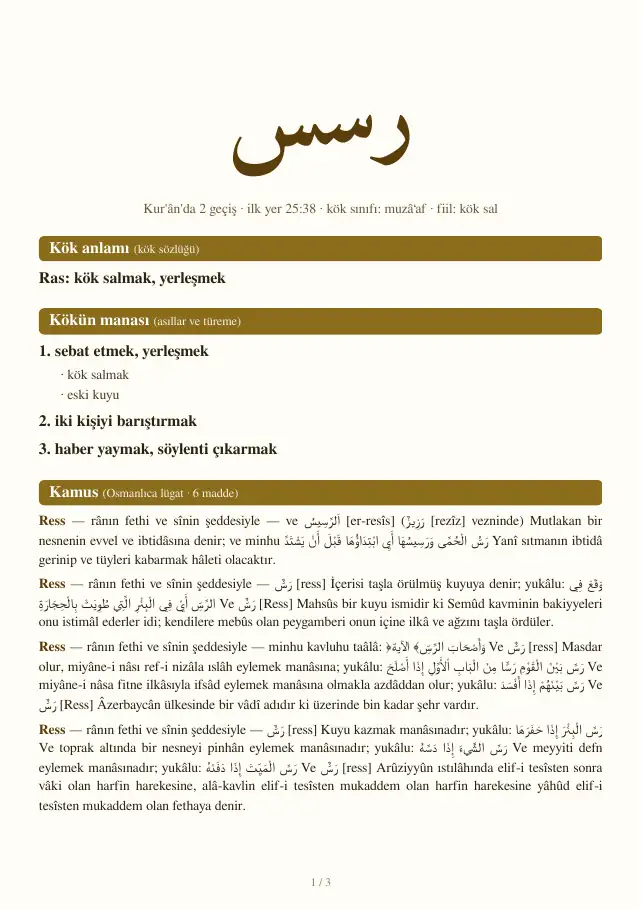 رسس
Kur'ân'da 2 geçiş · ilk yer 25:38 · kök sınıfı: muzâ'af · fiil: kök sal
Kök anlamı (kök sözlüğü)
Ras: kök salmak, yerleşmek
Kökün manası (asıllar ve türeme)
1. sebat etmek, yerleşmek
· kök salmak
· eski kuyu
2. iki kişiyi barıştırmak
3. haber yaymak, söylenti çıkarmak
Kamus (Osmanlıca lügat · 6 madde)
Ress — rânın fethi ve sînin şeddesiyle — ve اَلرَّسِيسُ [er-resîs] (رَزِيزٌ [rezîz] vezninde) Mutlakan bir
nesnenin evvel ve ibtidâsına denir; ve minhu رَسُّ الْحُمَّى وَرَسِيسُهَا أَيِ ابْتِدَاؤُهَا قَبْلَ أَنْ يَشْتَدَّ Yanî sıtmanın ibtidâ
gerinip ve tüyleri kabarmak hâleti olacaktır.
Ress — rânın fethi ve sînin şeddesiyle — رَسٌّ [ress] İçerisi taşla örülmüş kuyuya denir; yukâlu: وَقَعَ فِي
الرَّسِّ أَيْ فِي الْبِئْرِ الَّتِي طُوِيَتْ بِالْحِجَارَةِ Ve رَسٌّ [Ress] Mahsûs bir kuyu ismidir ki Semûd kavminin bakiyyeleri
onu istimâl ederler idi; kendilere mebûs olan peygamberi onun içine ilkâ ve ağzını taşla ördüler.
Ress — rânın fethi ve sînin şeddesiyle — minhu kavluhu taâlâ: ﴿وَأَصْحَابَ الرَّسِّ﴾ الآية Ve رَسٌّ [ress] Masdar
olur, miyâne-i nâsı ref-i nizâla ıslâh eylemek manâsına; yukâlu: رَسَّ بَيْنَ الْقَوْمِ رَسًّا مِنَ الْبَابِ الْأَوَّلِ إِذَا أَصْلَحَ Ve
miyâne-i nâsa fitne ilkâsıyla ifsâd eylemek manâsına olmakla azdâddan olur; yukâlu: رَسَّ بَيْنَهُمْ إِذَا أَفْسَدَ Ve
رَسٌّ [Ress] Âzerbaycân ülkesinde bir vâdî adıdır ki üzerinde bin kadar şehr vardır.
Ress — rânın fethi ve sînin şeddesiyle — رَسٌّ [ress] Kuyu kazmak manâsınadır; yukâlu: رَسَّ الْبِئْرَ إِذَا حَفَرَهَا
Ve toprak altında bir nesneyi pinhân eylemek manâsınadır; yukâlu: رَسَّ الشَّيْءَ إِذَا دَسَّهُ Ve meyyiti defn
eylemek manâsınadır; yukâlu: رَسَّ الْمَيِّتَ إِذَا دَفَنَهُ Ve رَسٌّ [ress] Arûziyyûn ıstılâhında elif-i tesîsten sonra
vâki olan harfin harekesine, alâ-kavlin elif-i tesîsten mukaddem olan harfin harekesine yâhûd elif-i
tesîsten mukaddem olan fethaya denir.
1 / 3